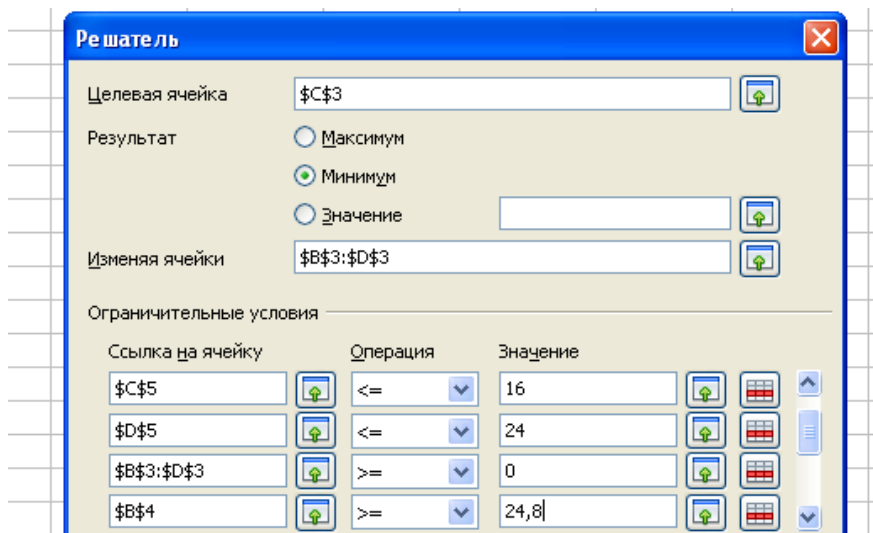 Решатель
Целевая ячейка $C$3
Результат Максимум
Минимум
Значение
Изменяя ячейки $B$3:$D$3
Ограничительные условия
Ссылка на ячейку Операция Значение
$C$5 <= 16
$D$5 <= 24
$B$3:$D$3 >= 0
$B$4 >= 24,8